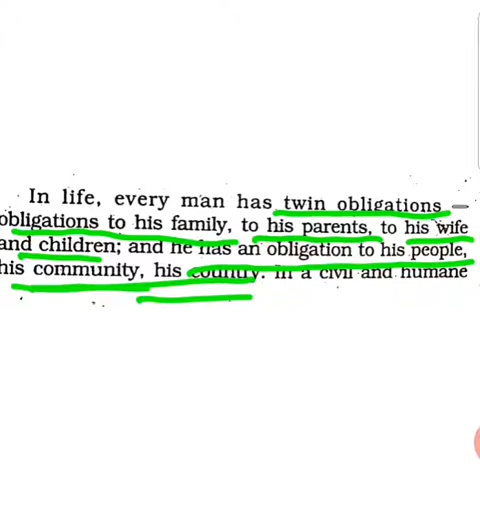 In life, every man has twin obligations —
obligations to his family, to his parents, to his wife
and children; and he has an obligation to his people,
his community, his country. In a civil and humane